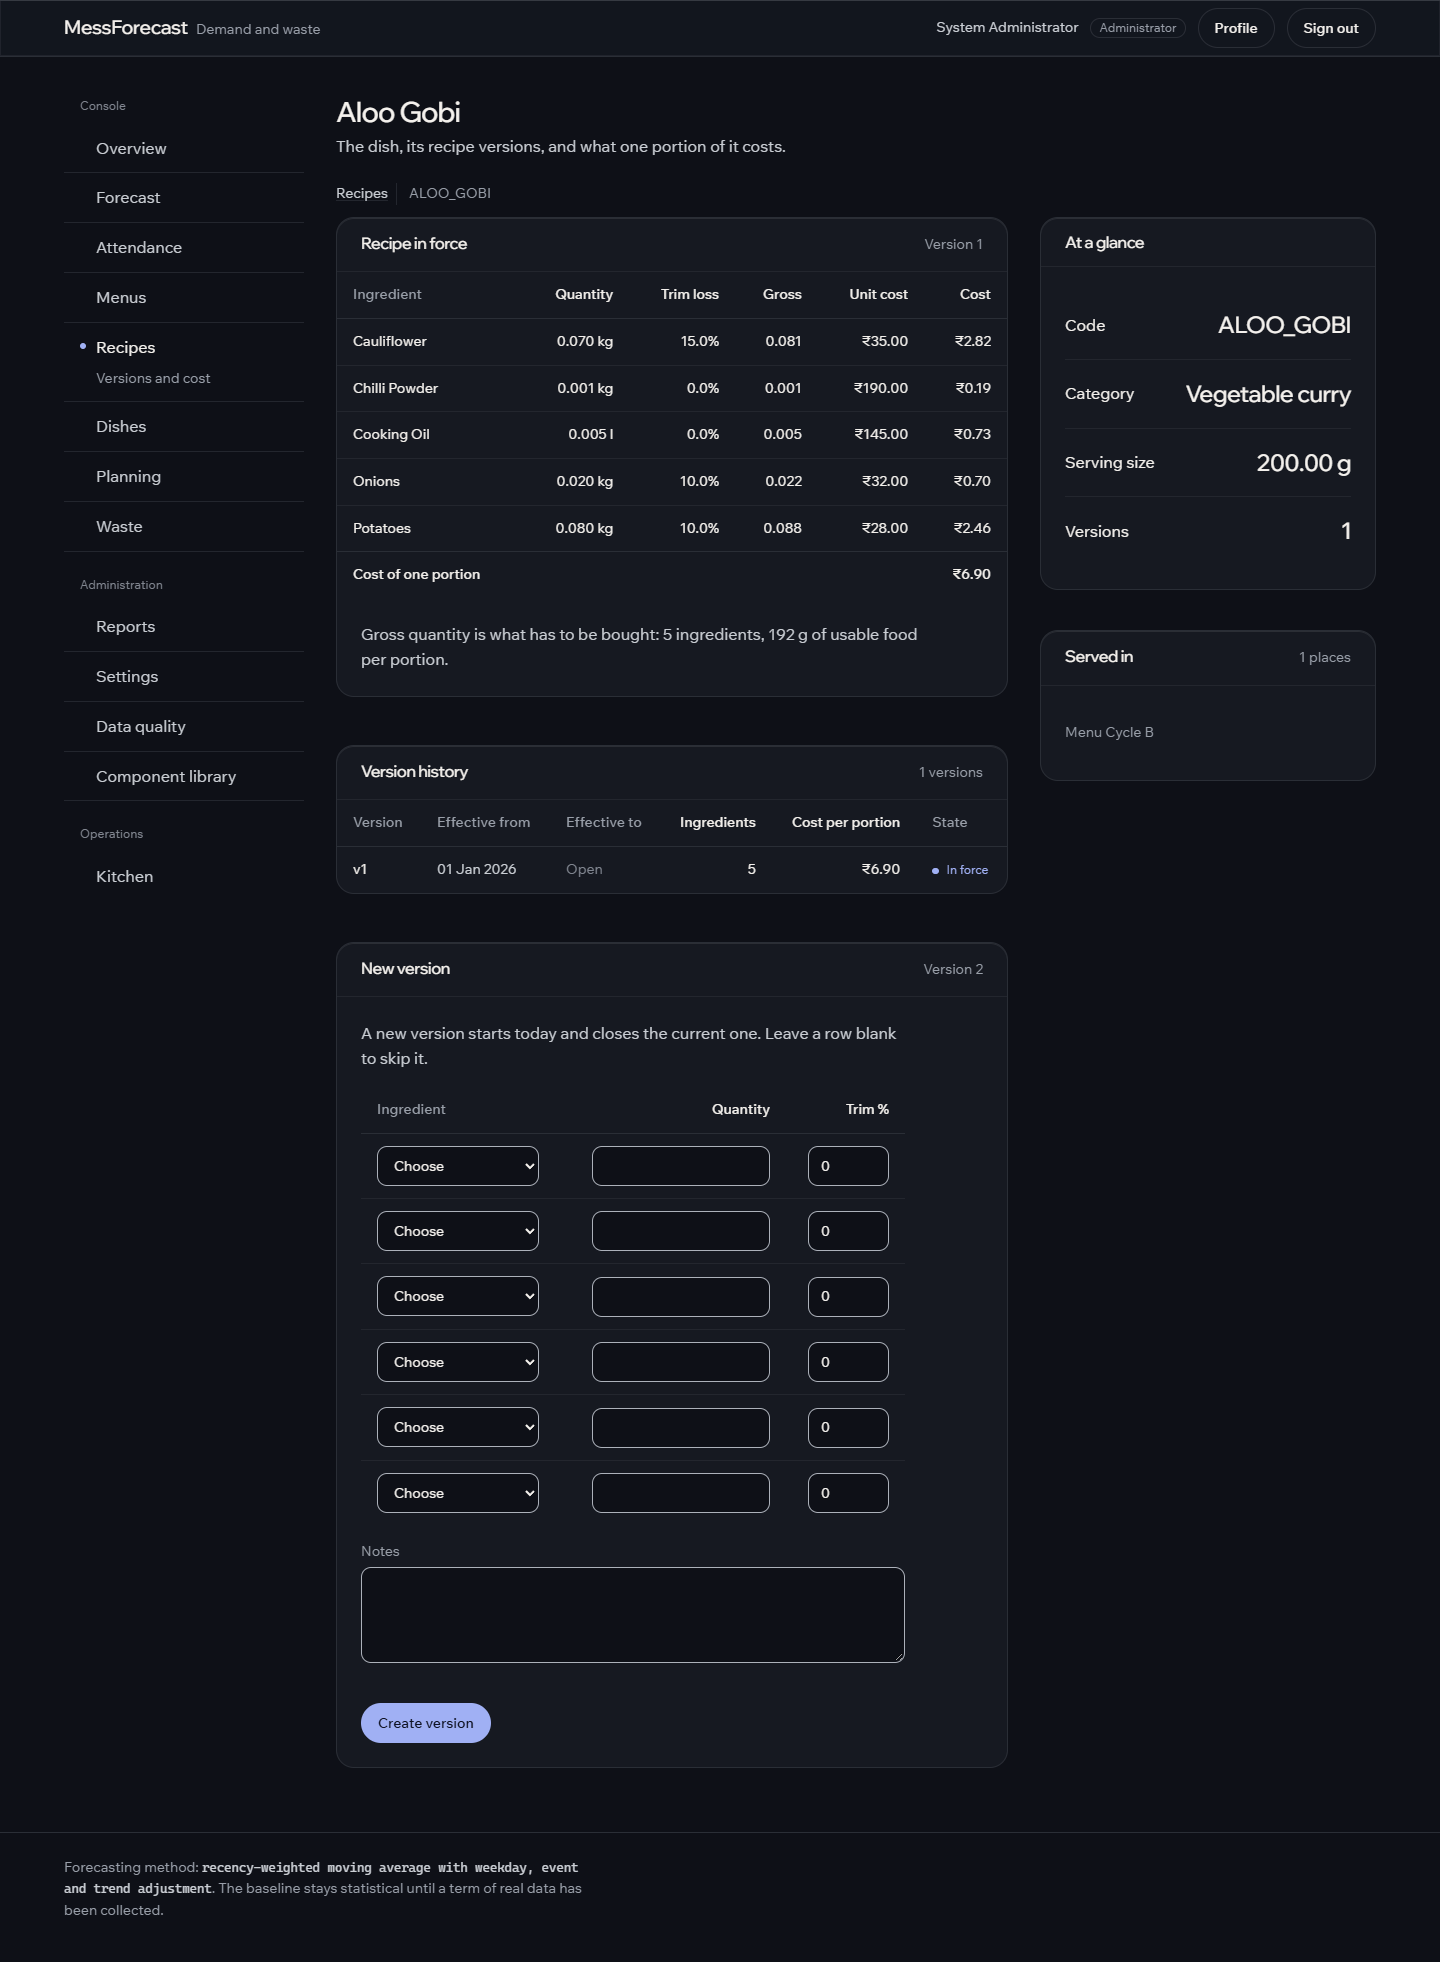 MessForecast Demand and waste
System Administrator Administrator Profile Sign out
Console
Overview
Forecast
Attendance
Menus
Recipes
Versions and cost
Dishes
Planning
Waste
Administration
Reports
Settings
Data quality
Component library
Operations
Kitchen
Aloo Gobi
The dish, its recipe versions, and what one portion of it costs.
Recipes ALOO_GOBI
Recipe in force Version 1
Ingredient Quantity Trim loss Gross Unit cost Cost
Cauliflower 0.070 kg 15.0% 0.081 ₹35.00 ₹2.82
Chilli Powder 0.001 kg 0.0% 0.001 ₹190.00 ₹0.19
Cooking Oil 0.005 l 0.0% 0.005 ₹145.00 ₹0.73
Onions 0.020 kg 10.0% 0.022 ₹32.00 ₹0.70
Potatoes 0.080 kg 10.0% 0.088 ₹28.00 ₹2.46
Cost of one portion ₹6.90
Gross quantity is what has to be bought: 5 ingredients, 192 g of usable food
per portion.
Version history 1 versions
Version Effective from Effective to Ingredients Cost per portion State
v1 01 Jan 2026 Open 5 ₹6.90 In force
New version Version 2
A new version starts today and closes the current one. Leave a row blank
to skip it.
Ingredient Quantity Trim %
Choose 0
Choose 0
Choose 0
Choose 0
Choose 0
Choose 0
Notes
Create version
At a glance
Code ALOO_GOBI
Category Vegetable curry
Serving size 200.00 g
Versions 1
Served in 1 places
Menu Cycle B
Forecasting method: recency-weighted moving average with weekday, event
and trend adjustment. The baseline stays statistical until a term of real data has
been collected.